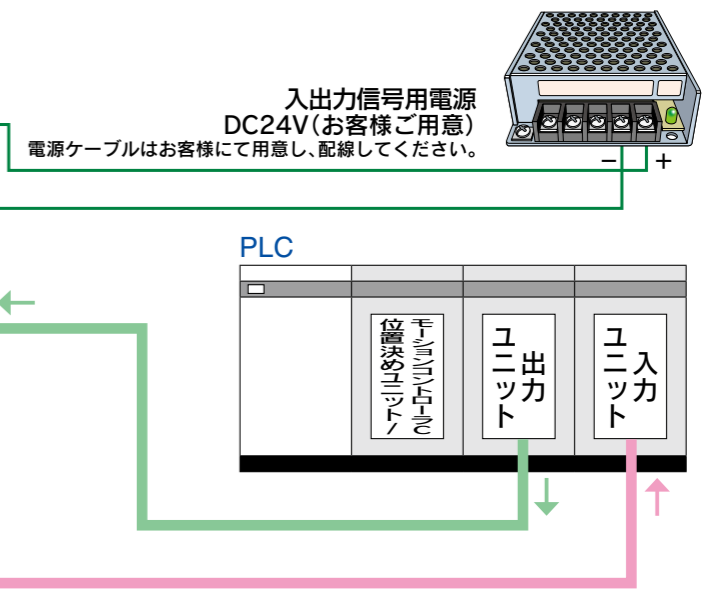 入出力信号用電源
DC24V(お客様ご用意)
電源ケーブルはお客様にて用意し、配線してください。
− +
PLC
位置決めユニット/
モーションコントローラC
出力
ユニット
入力
ユニット